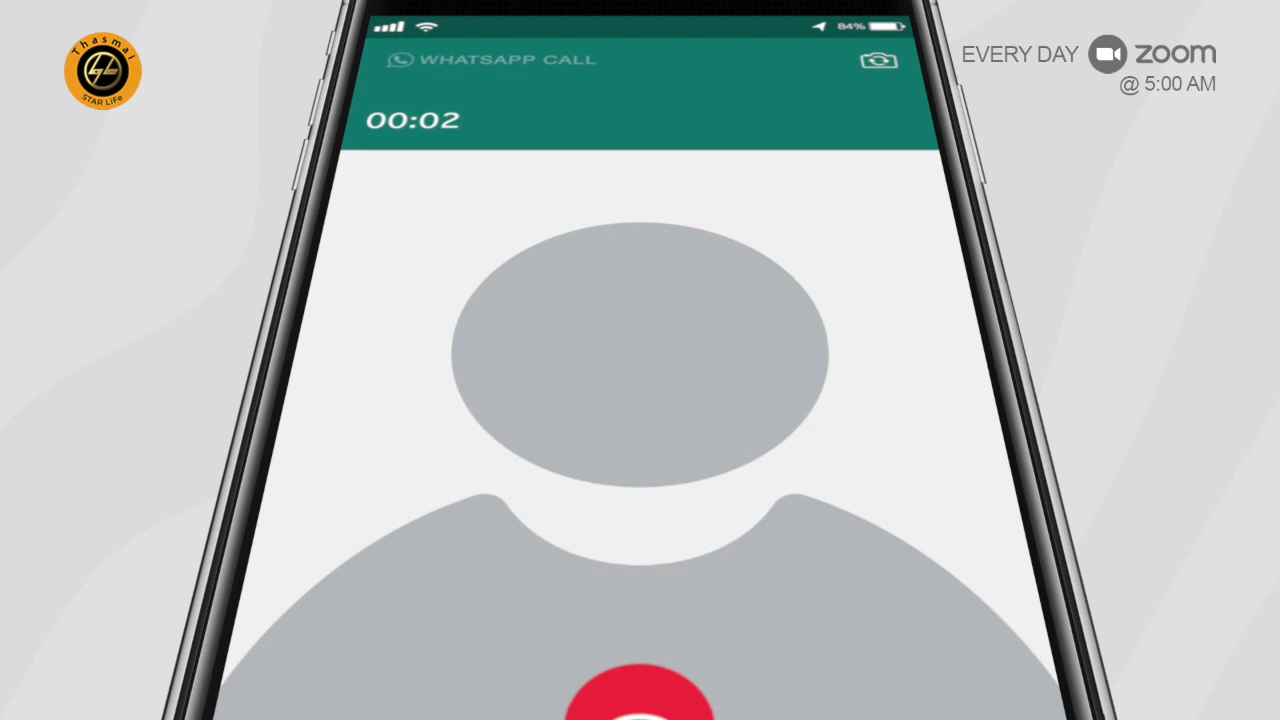 Thasmai
STAR LiFe
84%
WHATSAPP CALL
00:02
EVERY DAY zoom
@ 5:00 AM